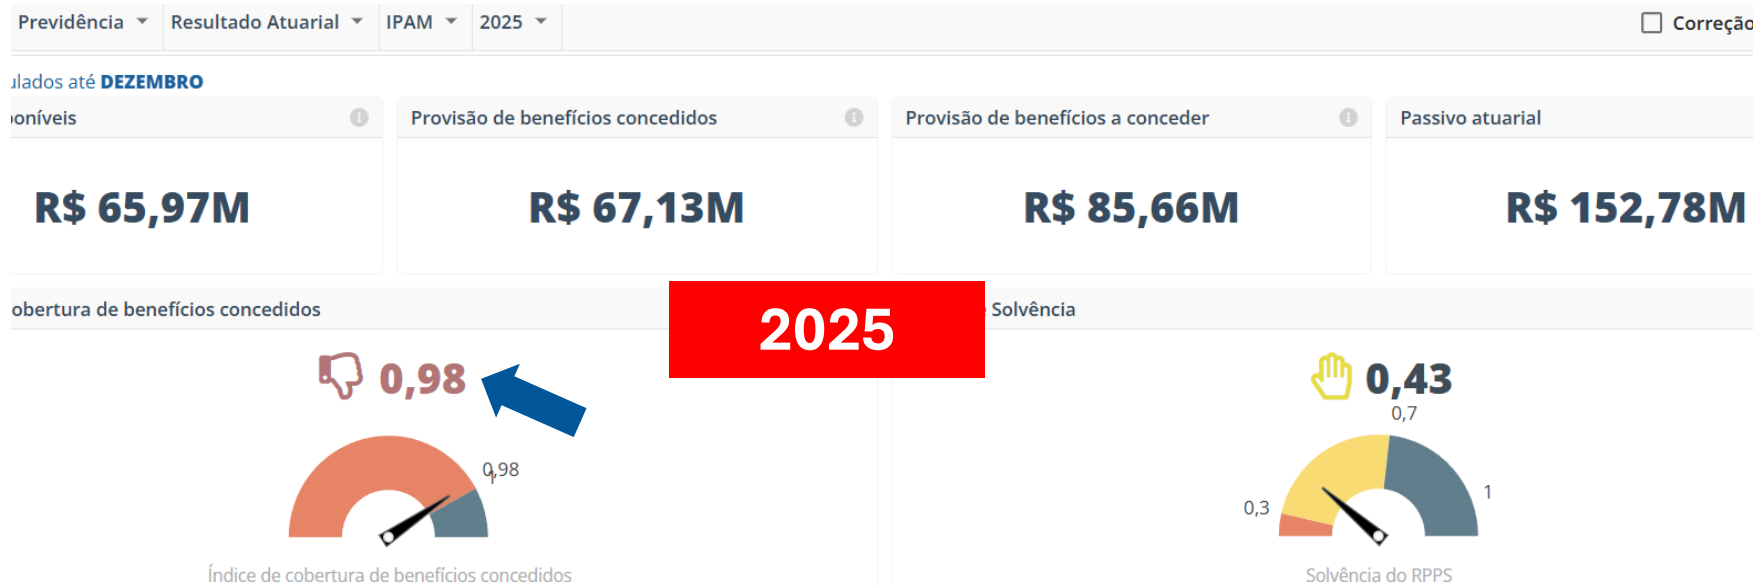 Previdência Resultado Atuarial IPAM 2025 Correção
ulados até DEZEMBRO
oníveis Provisão de benefícios concedidos Provisão de benefícios a conceder Passivo atuarial
R$ 65,97M R$ 67,13M R$ 85,66M R$ 152,78M
obertura de benefícios concedidos 2025 Solvência
0,98 0,43
0,7
0,98
1
1
0,3
Índice de cobertura de benefícios concedidos Solvência do RPPS